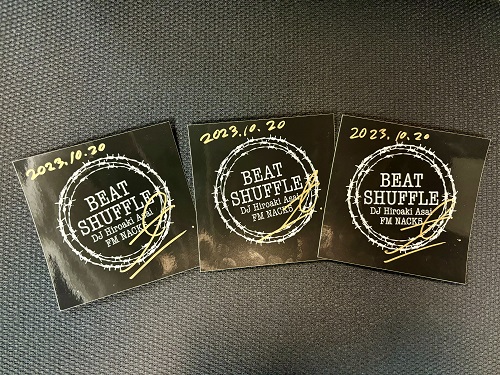 2023.10.20
BEAT
SHUFFLE
DJ Hiroaki Asai
FM NACK5
2023.10.20
BEAT
SHUFFLE
DJ Hiroaki Asai
FM NACK5
2023.10.20
BEAT
SHUFFLE
DJ Hiroaki Asai
FM NACK5